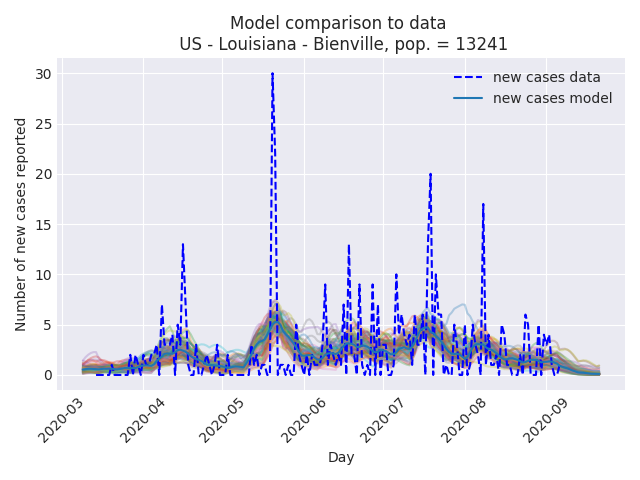 Model comparison to data
US - Louisiana - Bienville, pop. = 13241
new cases data
new cases model
Number of new cases reported
30
25
20
15
10
5
0
2020-03
2020-04
2020-05
2020-06
2020-07
2020-08
2020-09
Day